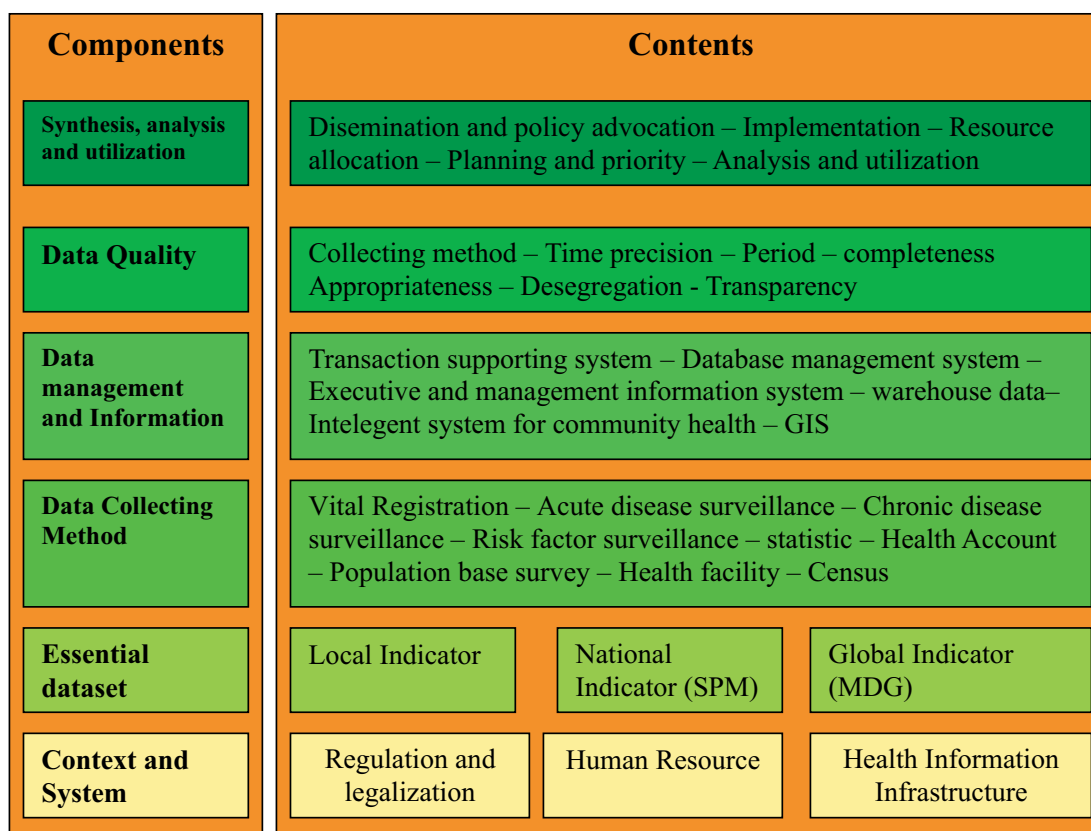 Components
Contents
Synthesis, analysis
and utilization
Disemination and policy advocation – Implementation – Resource
allocation – Planning and priority – Analysis and utilization
Data Quality
Collecting method – Time precision – Period – completeness
Appropriateness – Desegregation - Transparency
Data
management
and Information
Transaction supporting system – Database management system –
Executive and management information system – warehouse data–
Intelegent system for community health – GIS
Data Collecting
Method
Vital Registration – Acute disease surveillance – Chronic disease
surveillance – Risk factor surveillance – statistic – Health Account
– Population base survey – Health facility – Census
Essential
dataset
Local Indicator
National
Indicator (SPM)
Global Indicator
(MDG)
Context and
System
Regulation and
legalization
Human Resource
Health Information
Infrastructure